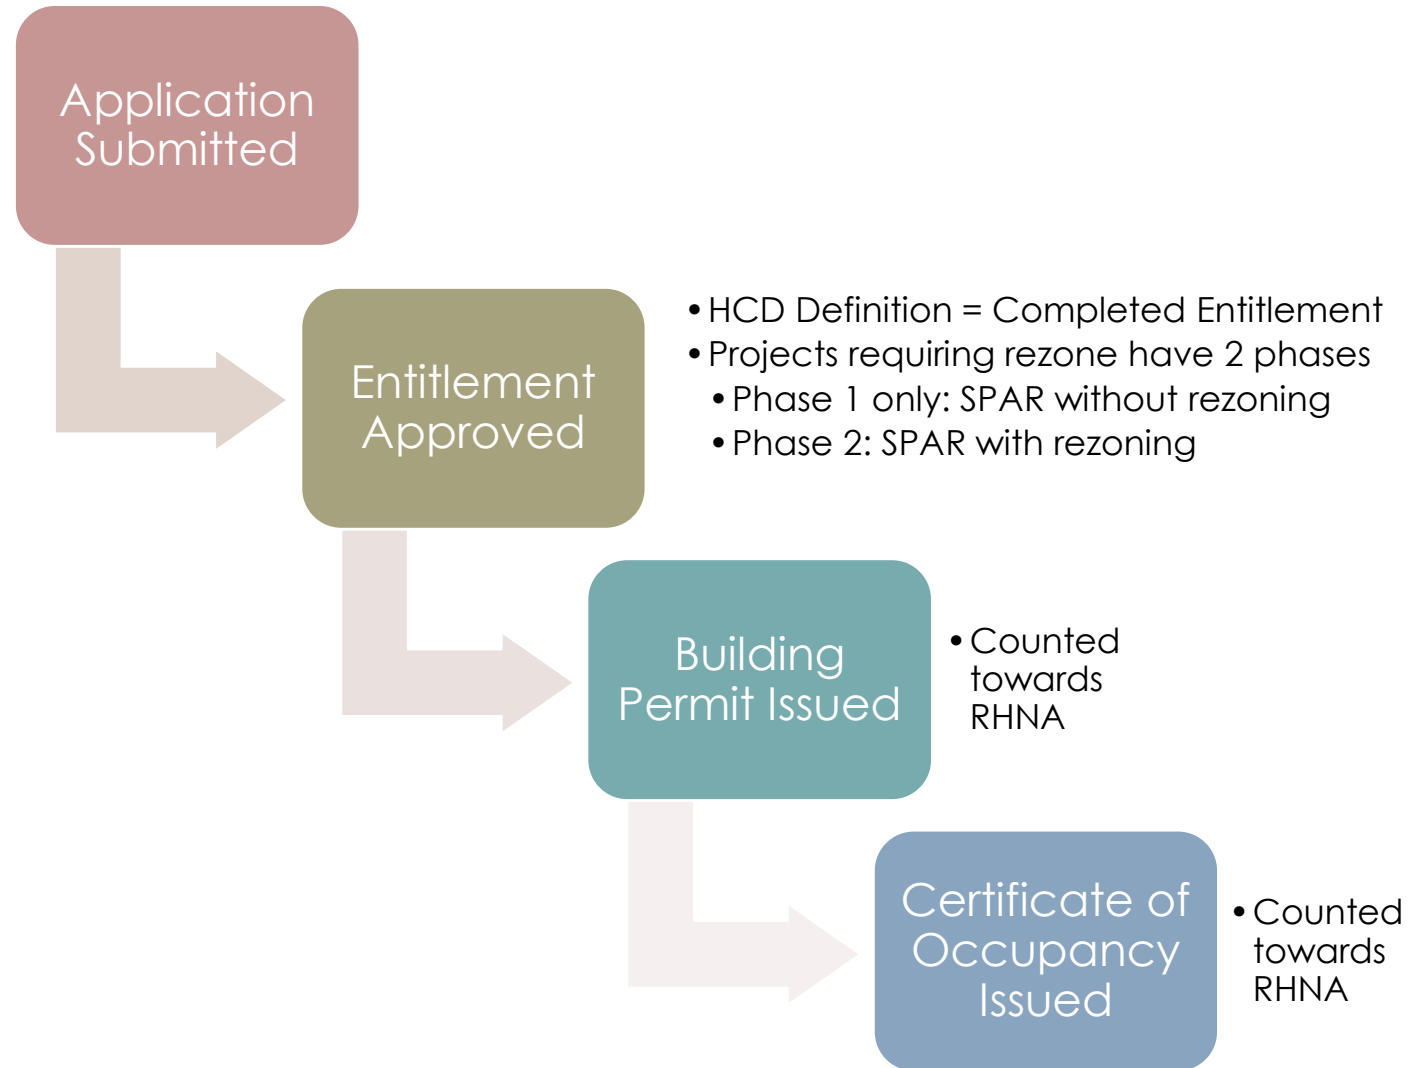 Application
Submitted
Entitlement
Approved
• HCD Definition = Completed Entitlement
• Projects requiring rezone have 2 phases
• Phase 1 only: SPAR without rezoning
• Phase 2: SPAR with rezoning
Building
Permit Issued
• Counted
towards
RHNA
Certificate of
Occupancy
Issued
• Counted
towards
RHNA